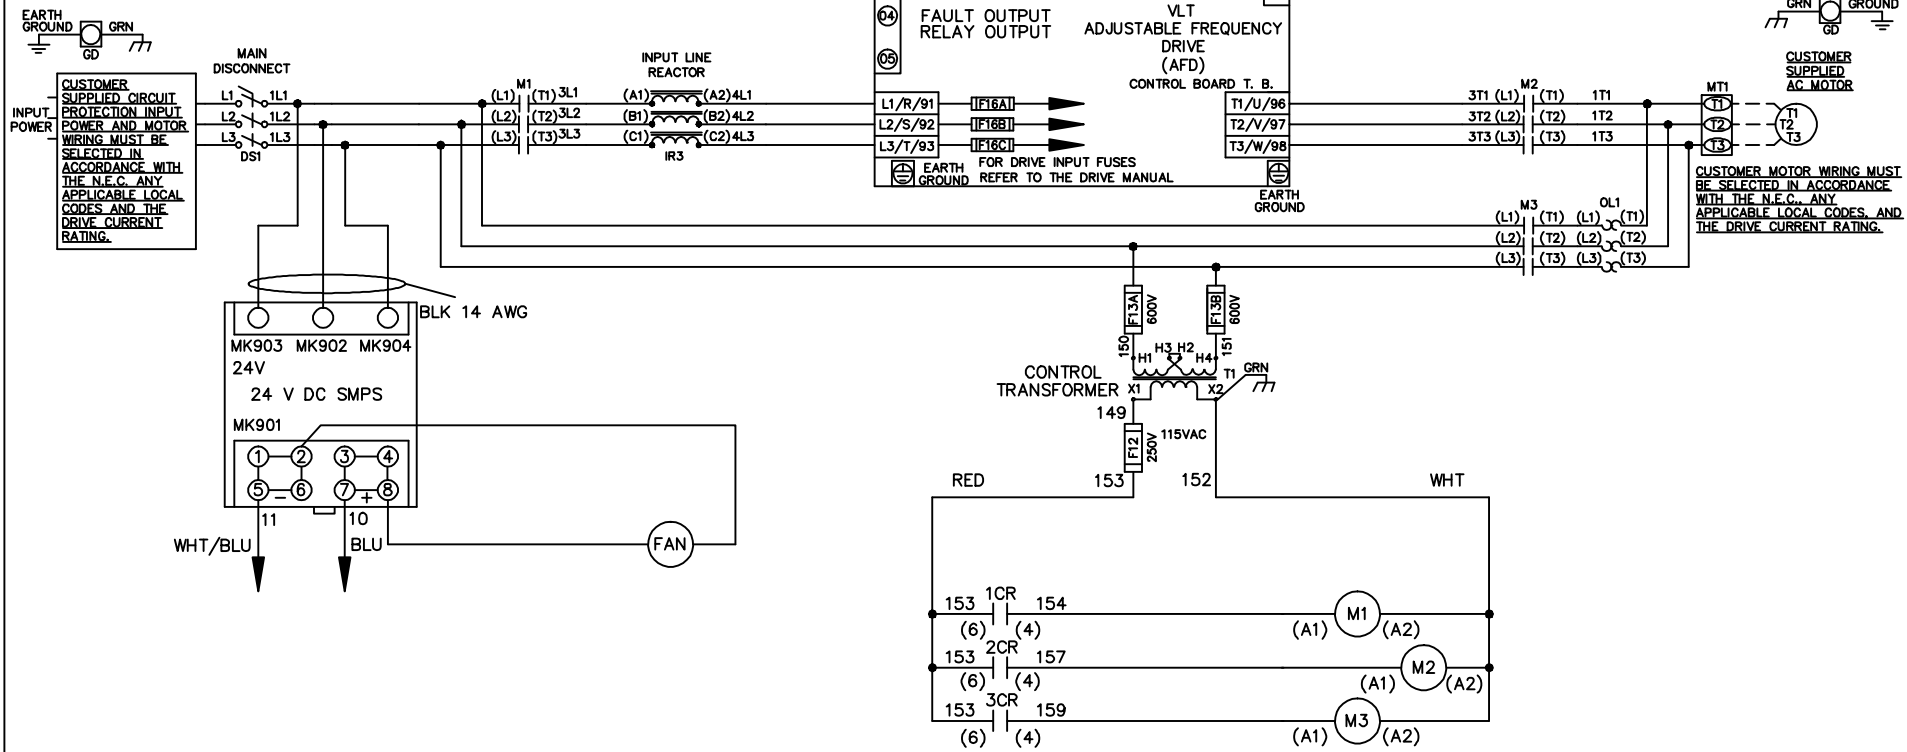 EARTH
GROUND
GRN
GD
MAIN
DISCONNECT
INPUT LINE
REACTOR
04
FAULT OUTPUT
RELAY OUTPUT
05
VLT
ADJUSTABLE FREQUENCY
DRIVE
(AFD)
CONTROL BOARD T. B.
GRN
GROUND
GD
CUSTOMER
SUPPLIED
AC MOTOR
INPUT
POWER
CUSTOMER
SUPPLIED CIRCUIT
PROTECTION INPUT
POWER AND MOTOR
WIRING MUST BE
SELECTED IN
ACCORDANCE WITH
THE N.E.C. ANY
APPLICABLE LOCAL
CODES AND THE
DRIVE CURRENT
RATING.
L1 1L1
L2 1L2
L3 1L3
DS1
M1
(L1) (T1) 3L1
(L2) (T2) 3L2
(L3) (T3) 3L3
(A1) (A2) 4L1
(B1) (B2) 4L2
(C1) (C2) 4L3
IR3
L1/R/91 F16A
L2/S/92 F16B
L3/T/93 F16C
EARTH
GROUND
FOR DRIVE INPUT FUSES
REFER TO THE DRIVE MANUAL
T1/U/96
T2/V/97
T3/W/98
EARTH
GROUND
M2
3T1 (L1) (T1) 1T1
3T2 (L2) (T2) 1T2
3T3 (L3) (T3) 1T3
MT1
T1
T2
T3
T1
T2
T3
CUSTOMER MOTOR WIRING MUST
BE SELECTED IN ACCORDANCE
WITH THE N.E.C., ANY
APPLICABLE LOCAL CODES, AND
THE DRIVE CURRENT RATING.
M3 OL1
(L1) (T1) (L1) (T1)
(L2) (T2) (L2) (T2)
(L3) (T3) (L3) (T3)
BLK 14 AWG
MK903 MK902 MK904
24V
24 V DC SMPS
MK901
1 2 3 4
5 - 6 7 + 8
11 10
WHT/BLU BLU
FAN
F13A
600V
F13B
600V
150
151
H1 H3 H2 H4
CONTROL
TRANSFORMER
T1
X1 X2
GRN
149
F12
250V
115VAC
RED 153 152 WHT
153 1CR 154
(6) (4)
M1
(A1) (A2)
153 2CR 157
(6) (4)
M2
(A1) (A2)
153 3CR 159
(6) (4)
M3
(A1) (A2)